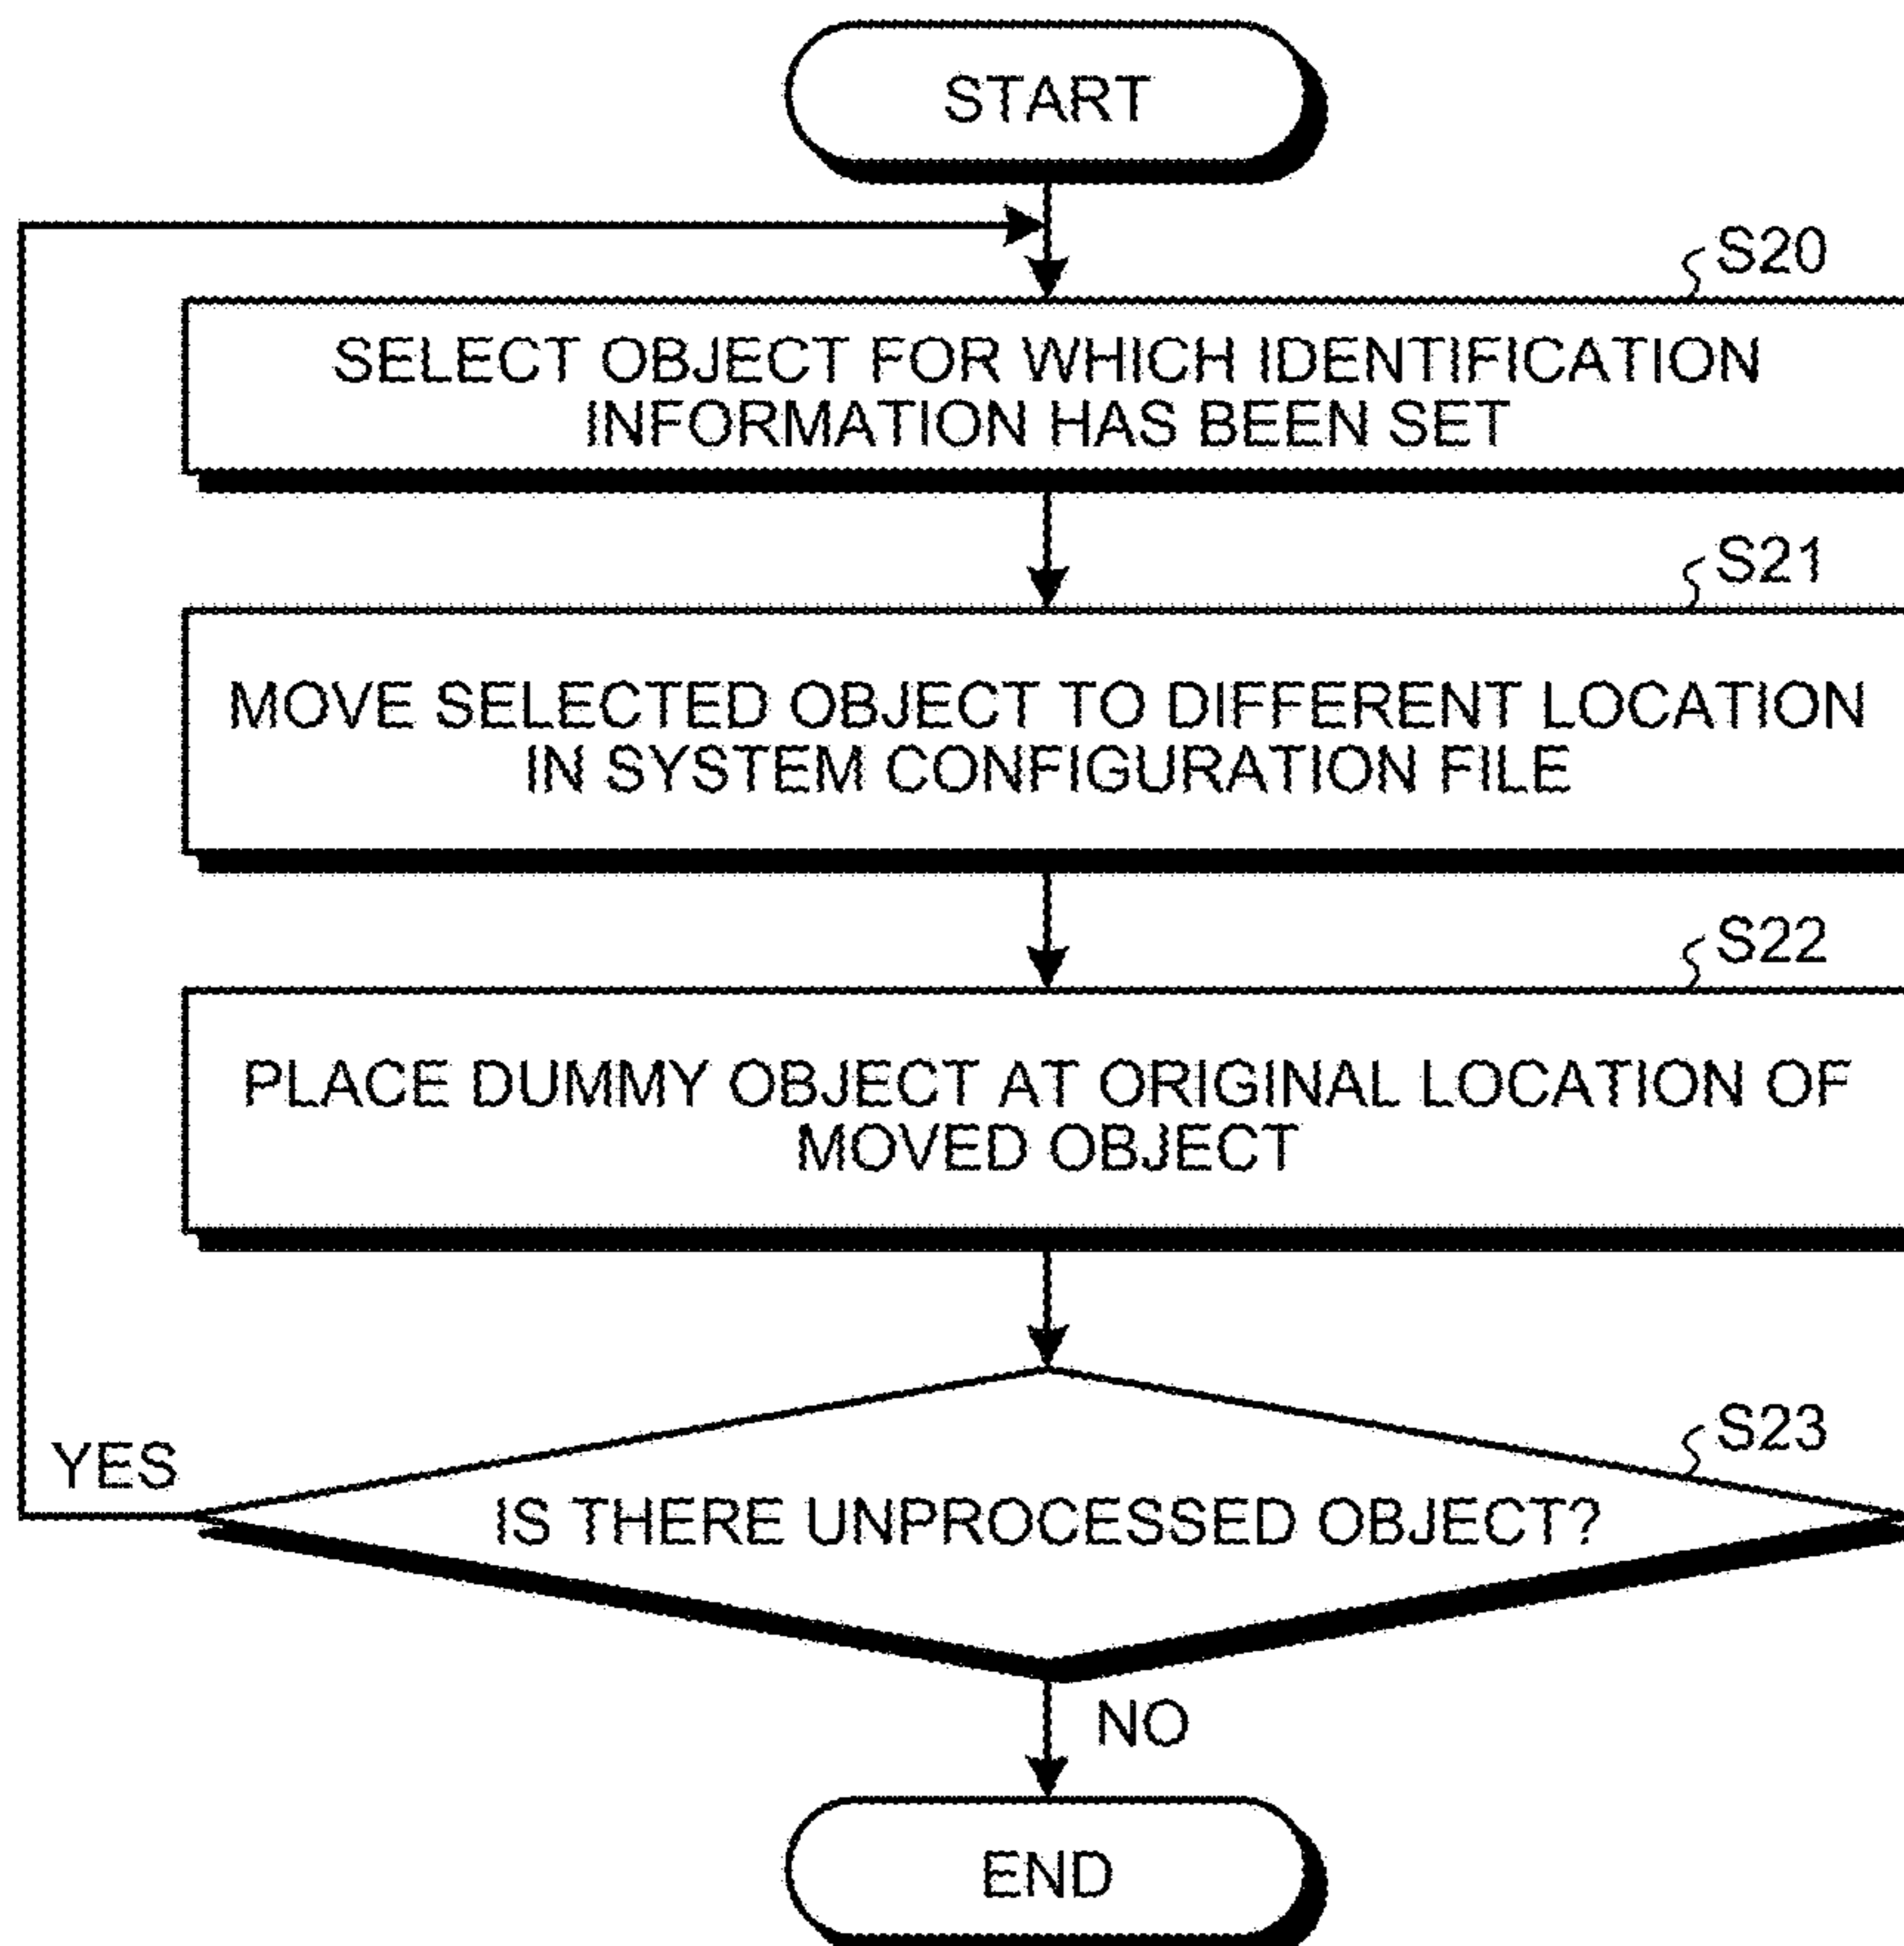 START
S20
SELECT OBJECT FOR WHICH IDENTIFICATION
INFORMATION HAS BEEN SET
S21
MOVE SELECTED OBJECT TO DIFFERENT LOCATION
IN SYSTEM CONFIGURATION FILE
S22
PLACE DUMMY OBJECT AT ORIGINAL LOCATION OF
MOVED OBJECT
S23
YES
IS THERE UNPROCESSED OBJECT?
NO
END